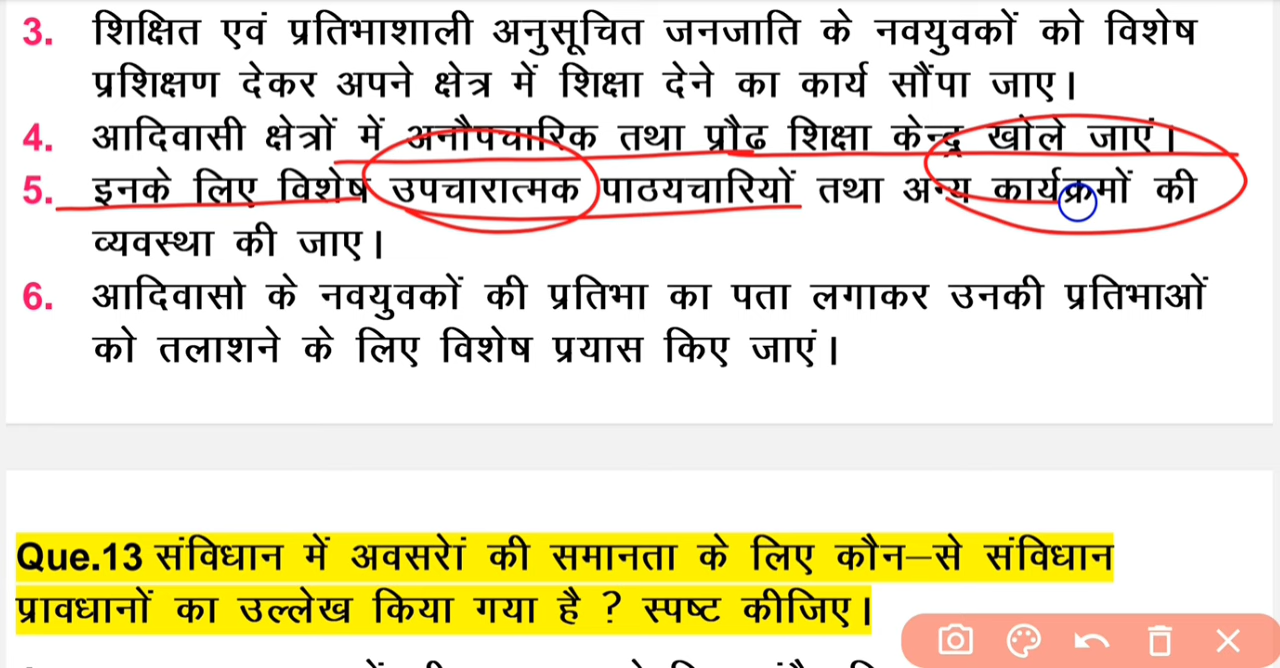 3. शिक्षित एवं प्रतिभाशाली अनुसूचित जनजाति के नवयुवकों को विशेष
प्रशिक्षण देकर अपने क्षेत्र में शिक्षा देने का कार्य सौंपा जाए।
4. आदिवासी क्षेत्रों में अनौपचारिक तथा प्रौढ शिक्षा केन्द्र खोले जाएं।
5. इनके लिए विशेष उपचारात्मक पाठयचारियों तथा अन्य कार्यक्रमों की
व्यवस्था की जाए।
6. आदिवासो के नवयुवकों की प्रतिभा का पता लगाकर उनकी प्रतिभाओं
को तलाशने के लिए विशेष प्रयास किए जाएं।
Que.13 संविधान में अवसरेां की समानता के लिए कौन–से संविधान
प्रावधानों का उल्लेख किया गया है ? स्पष्ट कीजिए।